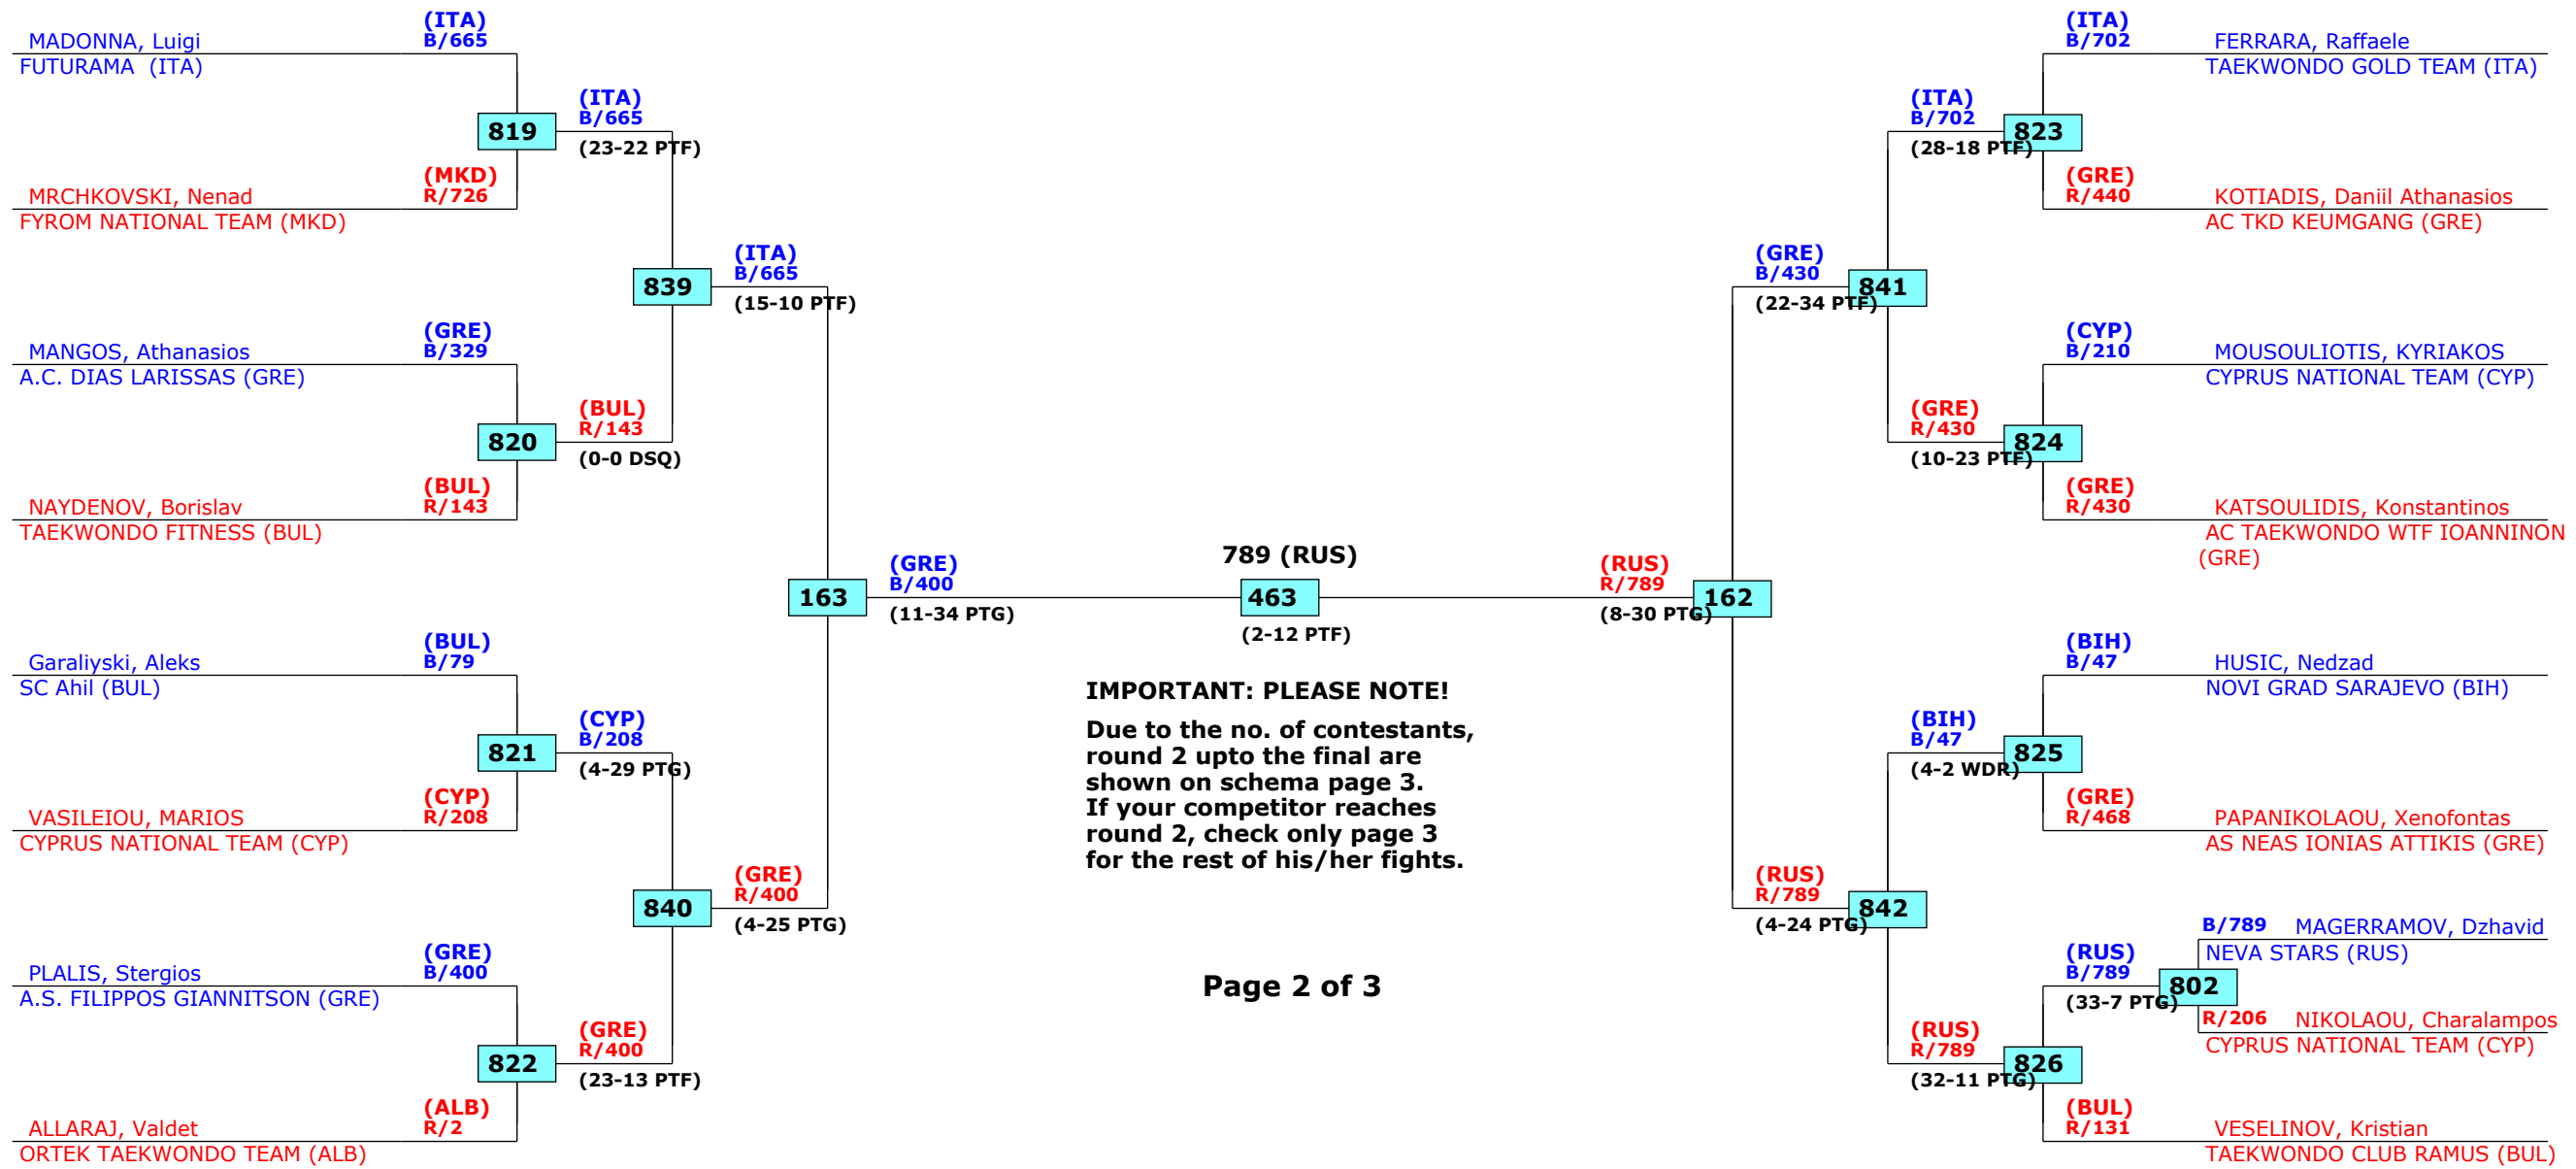 (ITA)
B/665
MADONNA, Luigi
FUTURAMA  (ITA)
(ITA)
B/665
819
(23-22 PTF)
(MKD)
R/726
MRCHKOVSKI, Nenad
FYROM NATIONAL TEAM (MKD)
(ITA)
B/665
839
(15-10 PTF)
(GRE)
B/329
MANGOS, Athanasios
A.C. DIAS LARISSAS (GRE)
(BUL)
R/143
820
(0-0 DSQ)
(BUL)
R/143
NAYDENOV, Borislav
TAEKWONDO FITNESS (BUL)
(GRE)
B/400
163
(11-34 PTG)
(BUL)
B/79
Garaliyski, Aleks
SC Ahil (BUL)
(CYP)
B/208
821
(4-29 PTG)
(CYP)
R/208
VASILEIOU, MARIOS
CYPRUS NATIONAL TEAM (CYP)
(GRE)
R/400
840
(4-25 PTG)
(GRE)
B/400
PLALIS, Stergios
A.S. FILIPPOS GIANNITSON (GRE)
(GRE)
R/400
822
(23-13 PTF)
(ALB)
R/2
ALLARAJ, Valdet
ORTEK TAEKWONDO TEAM (ALB)
789 (RUS)
463
(2-12 PTF)
IMPORTANT: PLEASE NOTE!
Due to the no. of contestants,
round 2 upto the final are
shown on schema page 3.
If your competitor reaches
round 2, check only page 3
for the rest of his/her fights.
Page 2 of 3
(ITA)
B/702
FERRARA, Raffaele
TAEKWONDO GOLD TEAM (ITA)
(ITA)
B/702
823
(28-18 PTF)
(GRE)
R/440
KOTIADIS, Daniil Athanasios
AC TKD KEUMGANG (GRE)
(GRE)
B/430
841
(22-34 PTF)
(CYP)
B/210
MOUSOULIOTIS, KYRIAKOS
CYPRUS NATIONAL TEAM (CYP)
(GRE)
R/430
824
(10-23 PTF)
(GRE)
R/430
KATSOULIDIS, Konstantinos
AC TAEKWONDO WTF IOANNINON
(GRE)
(RUS)
R/789
162
(8-30 PTG)
(BIH)
B/47
HUSIC, Nedzad
NOVI GRAD SARAJEVO (BIH)
(BIH)
B/47
825
(4-2 WDR)
(GRE)
R/468
PAPANIKOLAOU, Xenofontas
AS NEAS IONIAS ATTIKIS (GRE)
(RUS)
R/789
842
(4-24 PTG)
B/789
MAGERRAMOV, Dzhavid
NEVA STARS (RUS)
(RUS)
B/789
802
(33-7 PTG)
R/206
NIKOLAOU, Charalampos
CYPRUS NATIONAL TEAM (CYP)
(RUS)
R/789
826
(32-11 PTG)
(BUL)
R/131
VESELINOV, Kristian
TAEKWONDO CLUB RAMUS (BUL)